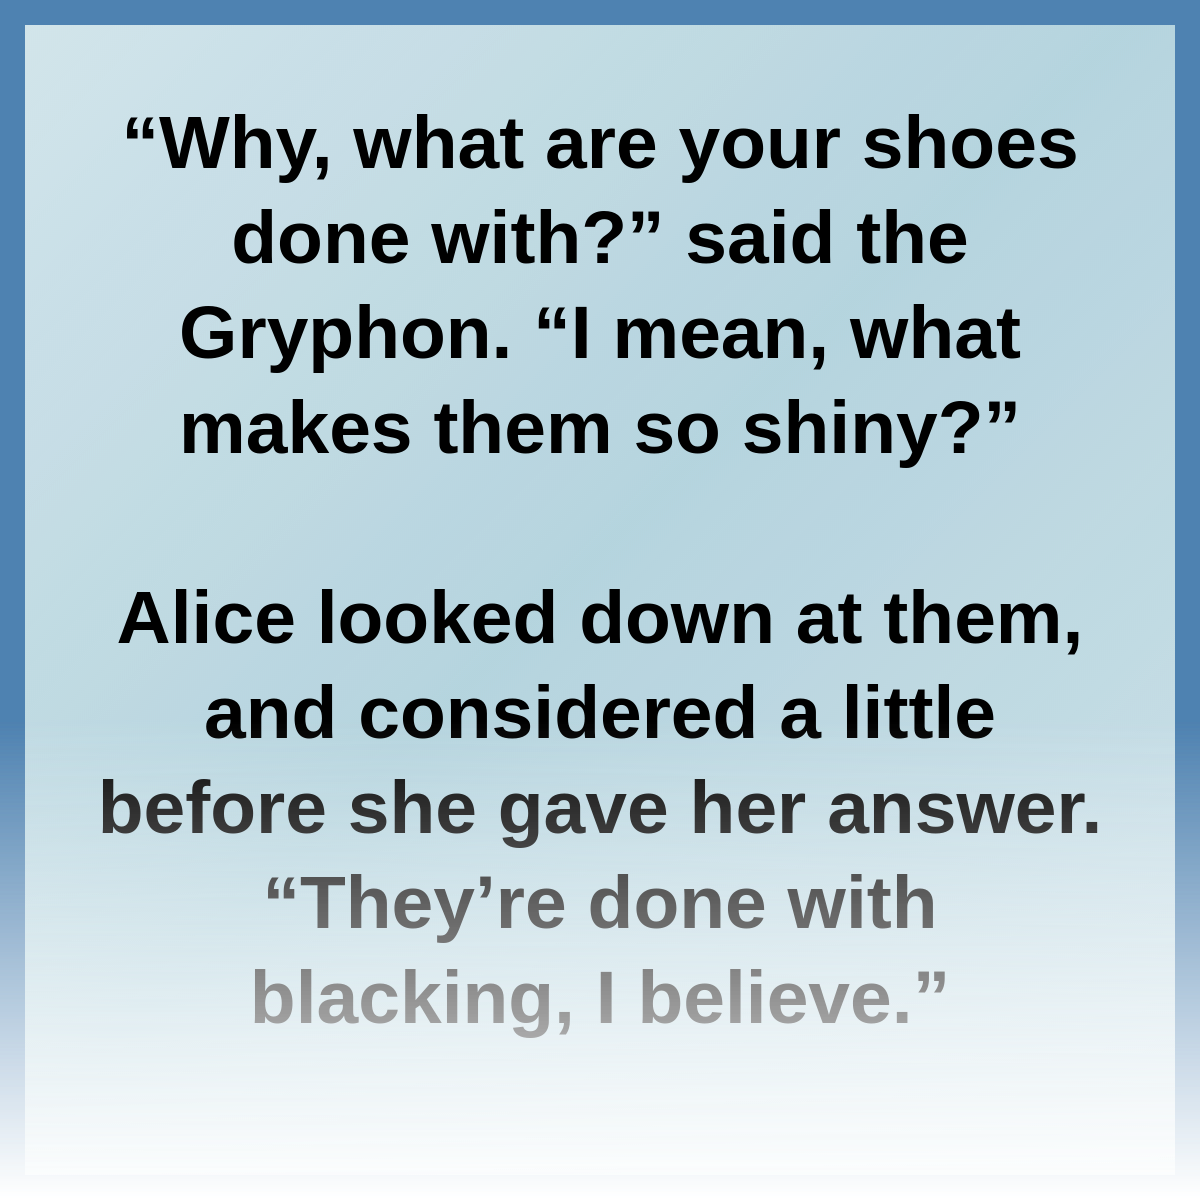 “Why, what are your shoes
done with?” said the
Gryphon. “I mean, what
makes them so shiny?”
Alice looked down at them,
and considered a little
before she gave her answer.
“They’re done with
blacking, I believe.”